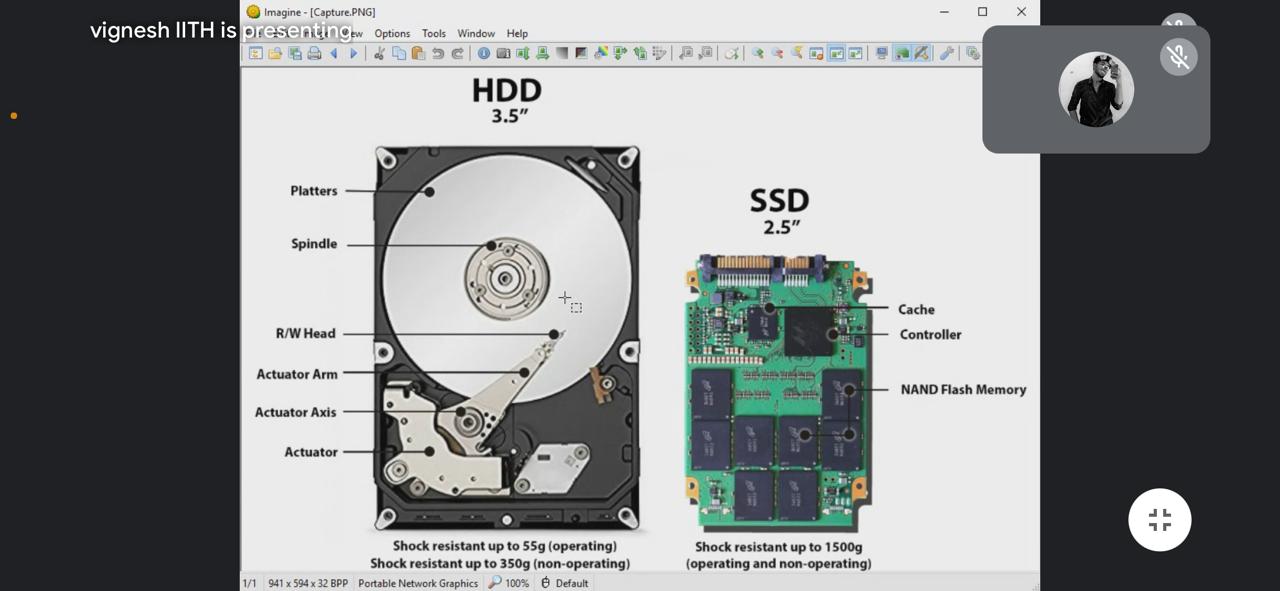 vignesh IITH is presenting
Imagine - [Capture.PNG]
Options Tools Window Help
HDD
3.5”
Platters
Spindle
R/W Head
Actuator Arm
Actuator Axis
Actuator
Shock resistant up to 55g (operating)
Shock resistant up to 350g (non-operating)
SSD
2.5”
Cache
Controller
NAND Flash Memory
Shock resistant up to 1500g
(operating and non-operating)
1/1 941 x 594 x 32 BPP Portable Network Graphics 100% Default